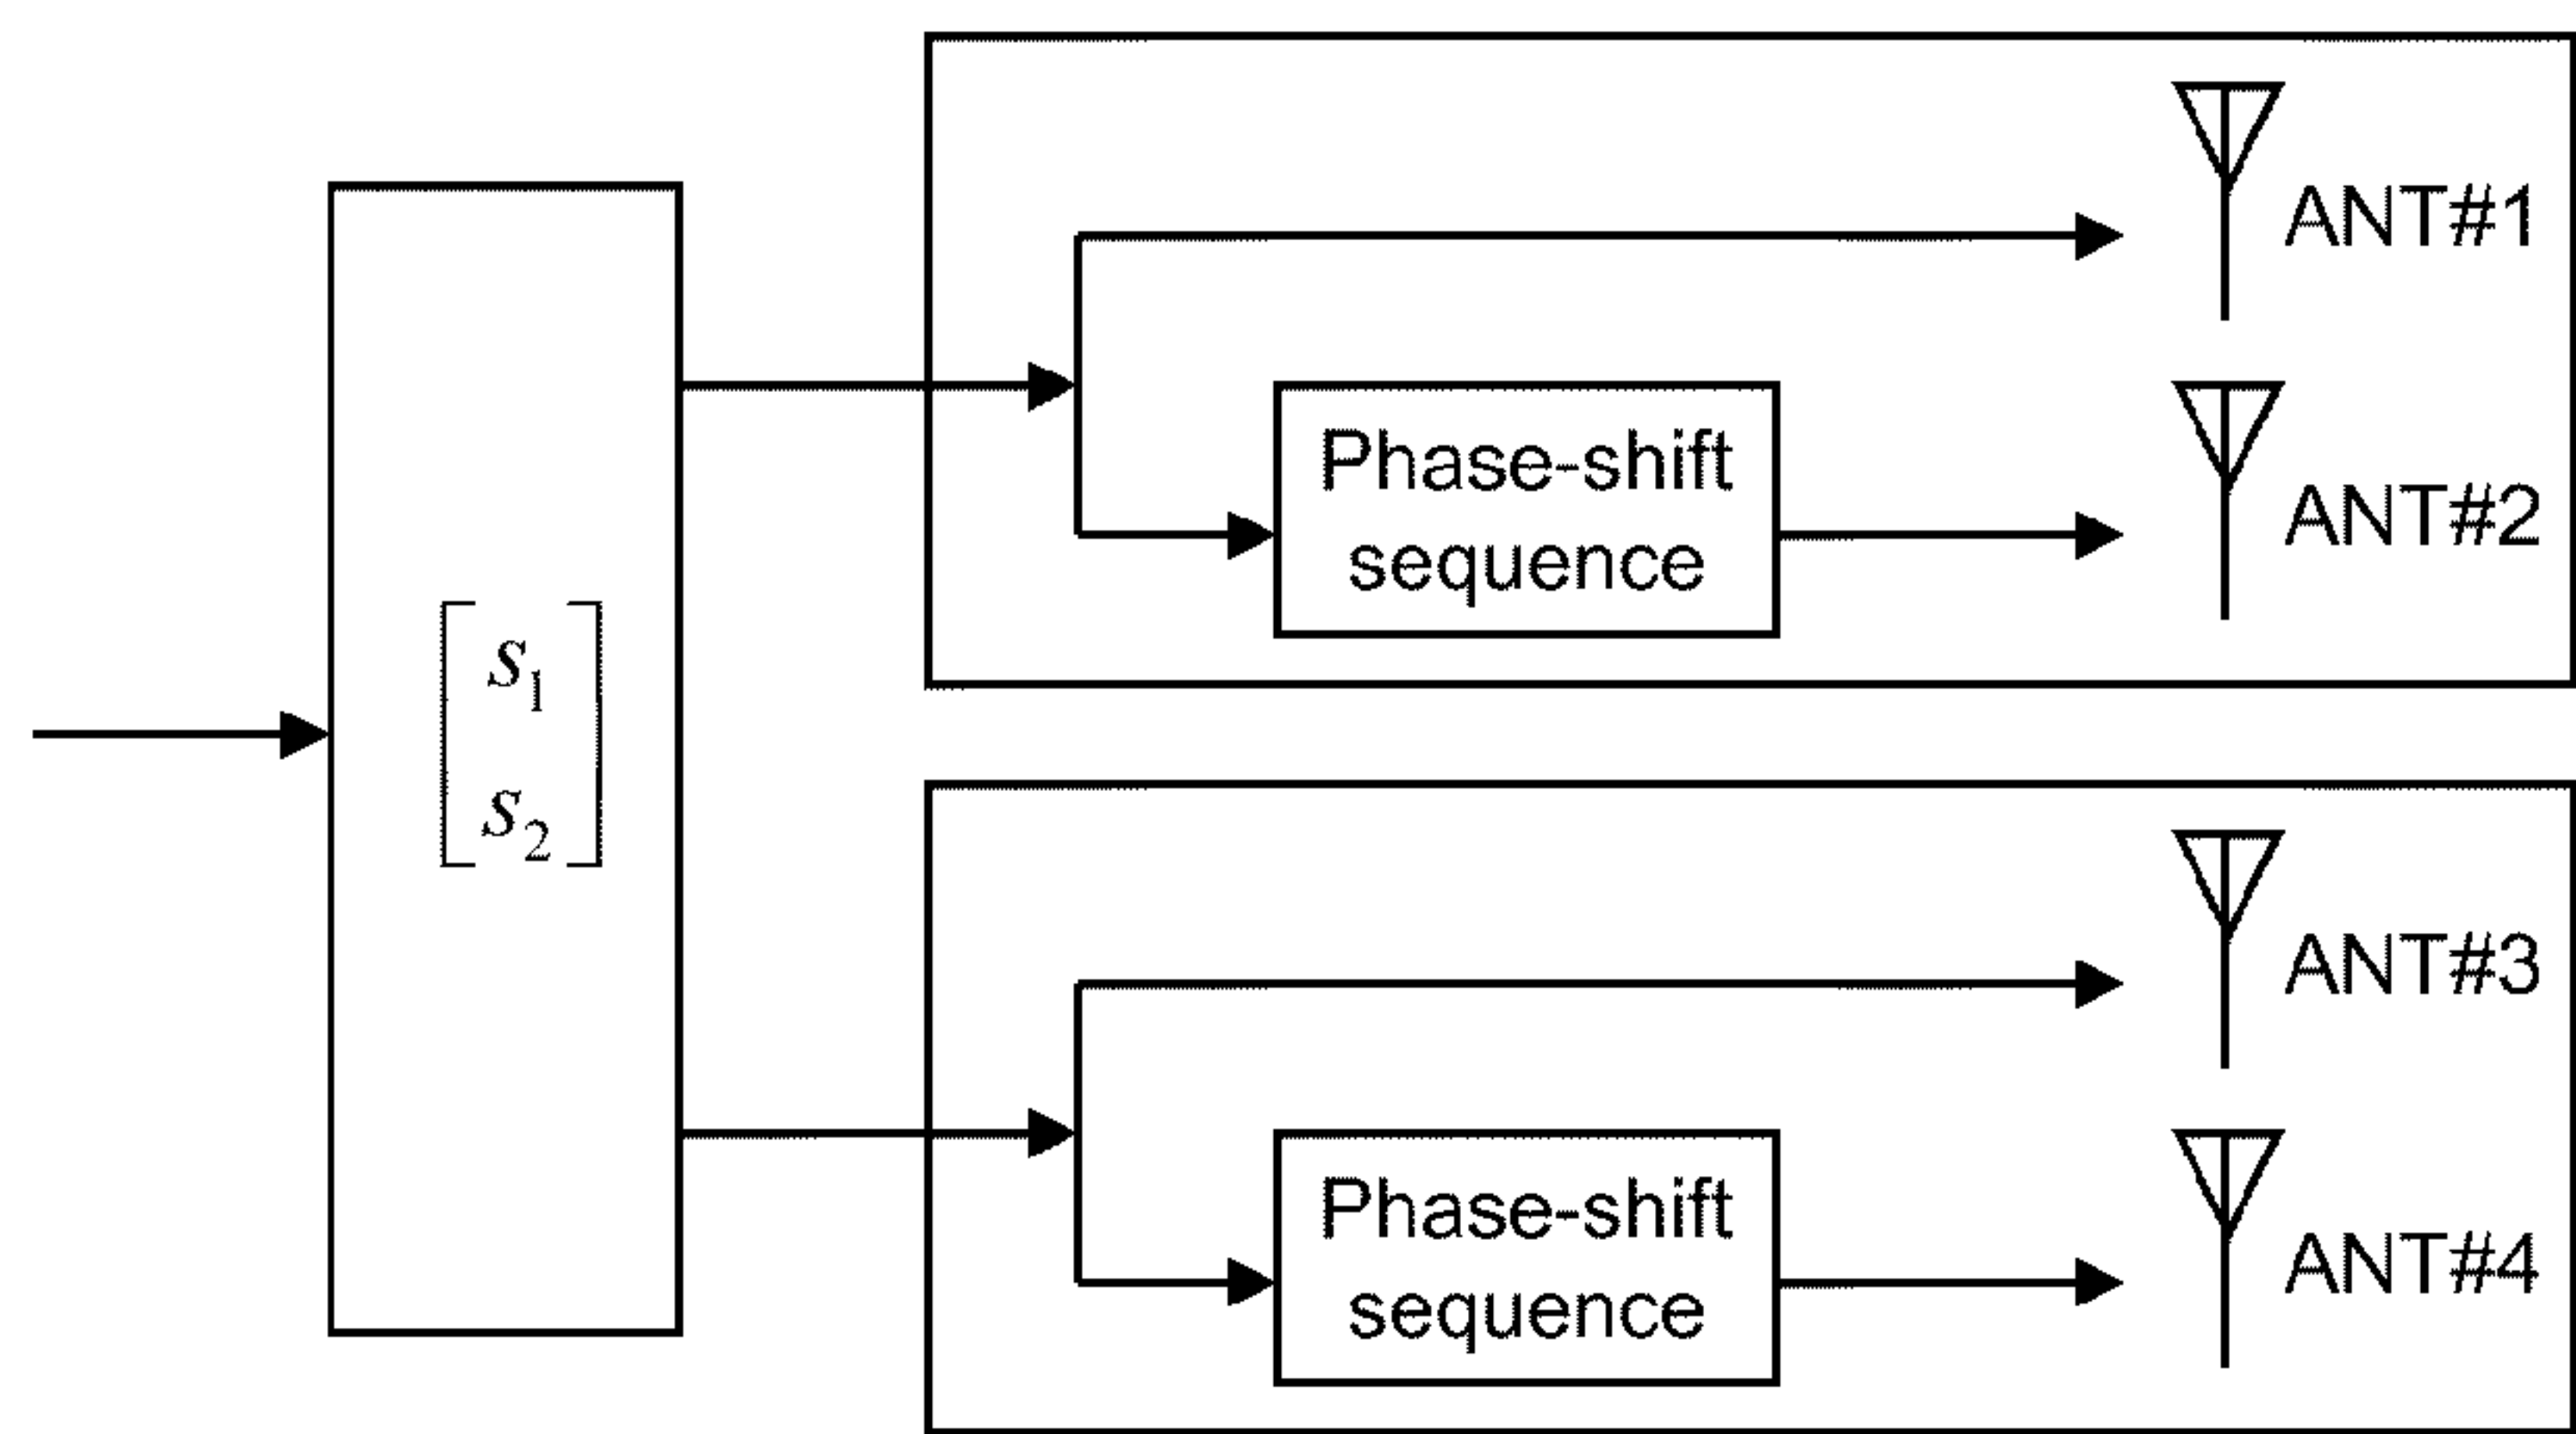 s1
s2
ANT#1
Phase-shift
sequence
ANT#2
ANT#3
Phase-shift
sequence
ANT#4